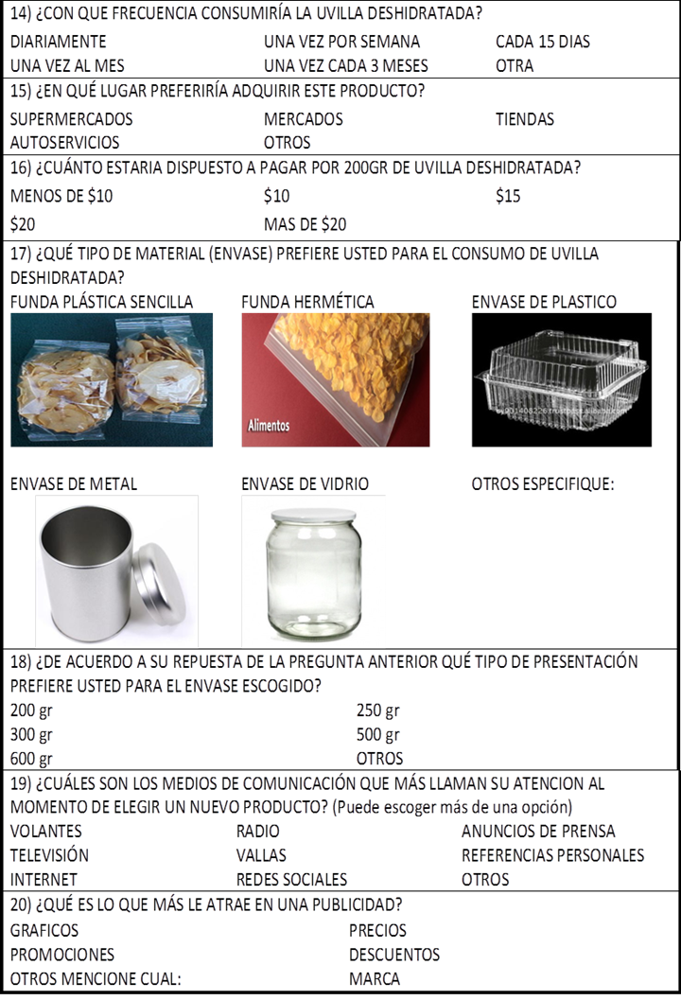 14) ¿CON QUE FRECUENCIA CONSUMIRÍA LA UVILLA DESHIDRATADA?
DIARIAMENTE UNA VEZ POR SEMANA CADA 15 DIAS
UNA VEZ AL MES UNA VEZ CADA 3 MESES OTRA
15) ¿EN QUÉ LUGAR PREFERIRÍA ADQUIRIR ESTE PRODUCTO?
SUPERMERCADOS MERCADOS TIENDAS
AUTOSERVICIOS OTROS
16) ¿CUÁNTO ESTARIA DISPUESTO A PAGAR POR 200GR DE UVILLA DESHIDRATADA?
MENOS DE $10 $10 $15
$20 MAS DE $20
17) ¿QUÉ TIPO DE MATERIAL (ENVASE) PREFIERE USTED PARA EL CONSUMO DE UVILLA
DESHIDRATADA?
FUNDA PLÁSTICA SENCILLA FUNDA HERMÉTICA ENVASE DE PLASTICO
Alimentos
ENVASE DE METAL ENVASE DE VIDRIO OTROS ESPECIFIQUE:
18) ¿DE ACUERDO A SU REPUESTA DE LA PREGUNTA ANTERIOR QUÉ TIPO DE PRESENTACIÓN
PREFIERE USTED PARA EL ENVASE ESCOGIDO?
200 gr 250 gr
300 gr 500 gr
600 gr OTROS
19) ¿CUÁLES SON LOS MEDIOS DE COMUNICACIÓN QUE MÁS LLAMAN SU ATENCION AL
MOMENTO DE ELEGIR UN NUEVO PRODUCTO? (Puede escoger más de una opción)
VOLANTES RADIO ANUNCIOS DE PRENSA
TELEVISIÓN VALLAS REFERENCIAS PERSONALES
INTERNET REDES SOCIALES OTROS
20) ¿QUÉ ES LO QUE MÁS LE ATRAE EN UNA PUBLICIDAD?
GRAFICOS PRECIOS
PROMOCIONES DESCUENTOS
OTROS MENCIONE CUAL: MARCA